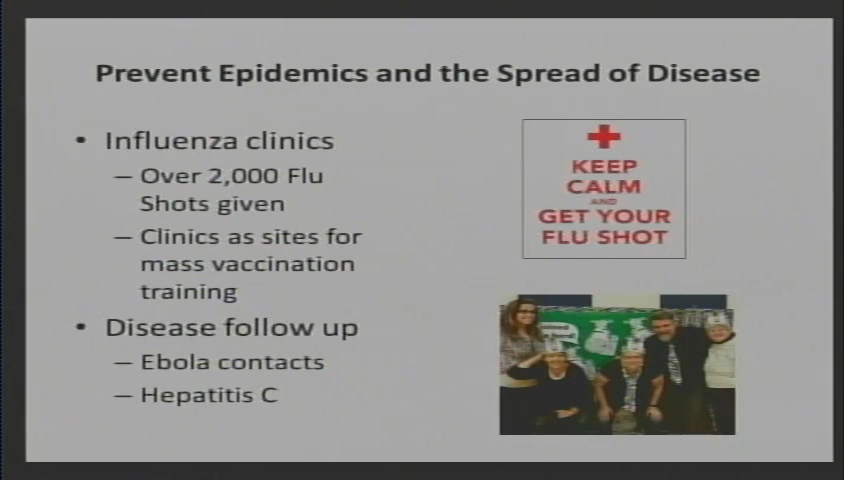 Prevent Epidemics and the Spread of Disease
• Influenza clinics
– Over 2,000 Flu
Shots given
– Clinics as sites for
mass vaccination
training
• Disease follow up
– Ebola contacts
– Hepatitis C
KEEP
CALM
AND
GET YOUR
FLU SHOT